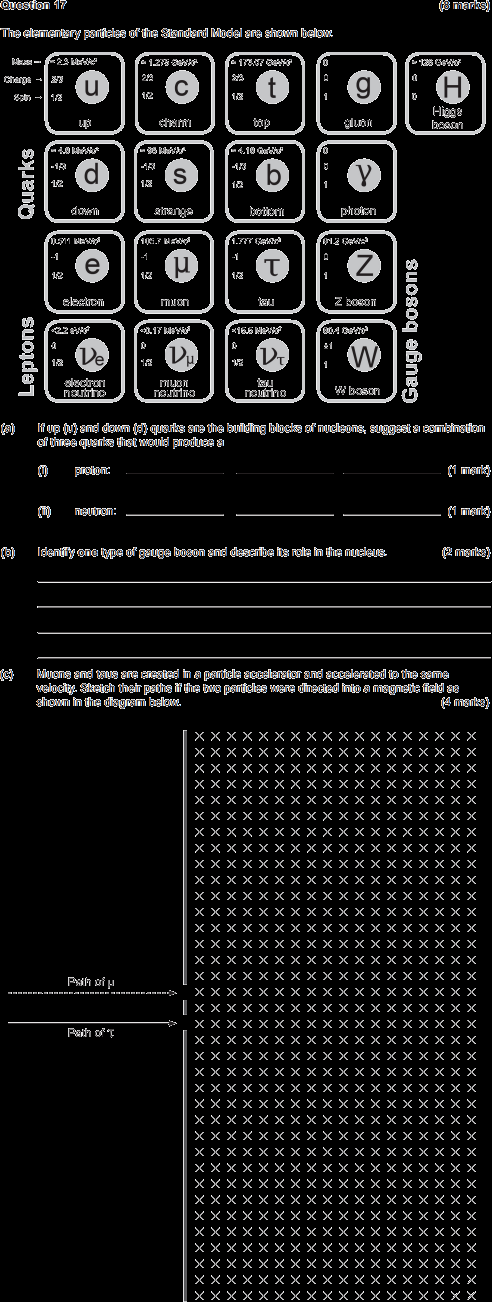 Question 17 (8 marks)
The elementary particles of the Standard Model are shown below.
Mass → ≈ 2.3 MeV/c² ≈ 1.275 GeV/c² ≈ 173.07 GeV/c² 0 ≈ 126 GeV/c²
Charge → 2/3 2/3 2/3 0 0
Spin → 1/2 1/2 1/2 1 0
u c t g H
up charm top gluon Higgs
boson
≈ 4.8 MeV/c² ≈ 95 MeV/c² ≈ 4.18 GeV/c² 0
-1/3 -1/3 -1/3 0
1/2 1/2 1/2 1
d s b γ
down strange bottom photon
Quarks
0.511 MeV/c² 105.7 MeV/c² 1.777 GeV/c² 91.2 GeV/c²
-1 -1 -1 0
1/2 1/2 1/2 1
e μ τ Z
electron muon tau Z boson
<2.2 eV/c² <0.17 MeV/c² <15.5 MeV/c² 80.4 GeV/c²
0 0 0 ±1
1/2 1/2 1/2 1
νe νμ ντ W
electron
neutrino muon
neutrino tau
neutrino W boson
Leptons
Gauge bosons
(a) If up (u) and down (d) quarks are the building blocks of nucleons, suggest a combination
of three quarks that would produce a
(i) proton: (1 mark)
(ii) neutron: (1 mark)
(b) Identify one type of gauge boson and describe its role in the nucleus. (2 marks)
(c) Muons and taus are created in a particle accelerator and accelerated to the same
velocity. Sketch their paths if the two particles were directed into a magnetic field as
shown in the diagram below. (4 marks)
Path of μ
Path of τ